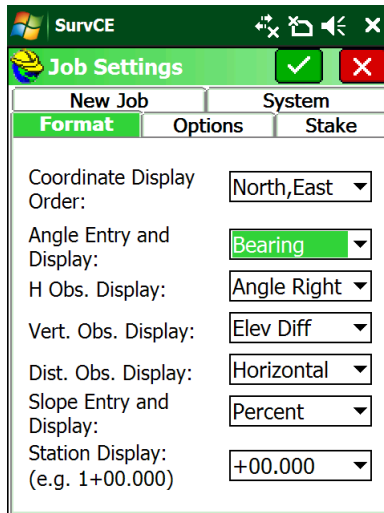 SurvCE
Job Settings
New Job System
Format Options Stake
Coordinate Display
Order:
North,East
Angle Entry and
Display:
Bearing
H Obs. Display:
Angle Right
Vert. Obs. Display:
Elev Diff
Dist. Obs. Display:
Horizontal
Slope Entry and
Display:
Percent
Station Display:
(e.g. 1+00.000)
+00.000